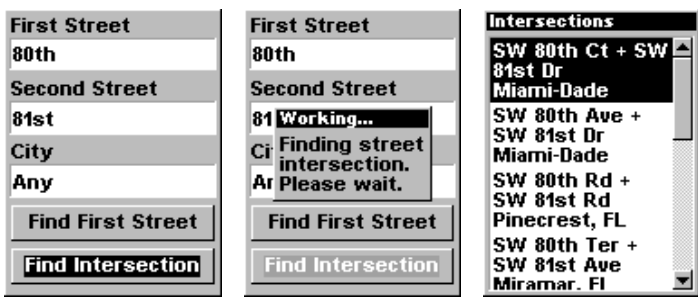 First Street
80th
Second Street
81st
City
Any
Find First Street
Find Intersection
First Street
80th
Second Street
81
Working...
Finding street
intersection.
Please wait.
Find First Street
Find Intersection
Intersections
SW 80th Ct + SW
81st Dr
Miami-Dade
SW 80th Ave +
SW 81st Dr
Miami-Dade
SW 80th Rd +
SW 81st Rd
Pinecrest, FL
SW 80th Ter +
SW 81st Ave
Miramar, FL